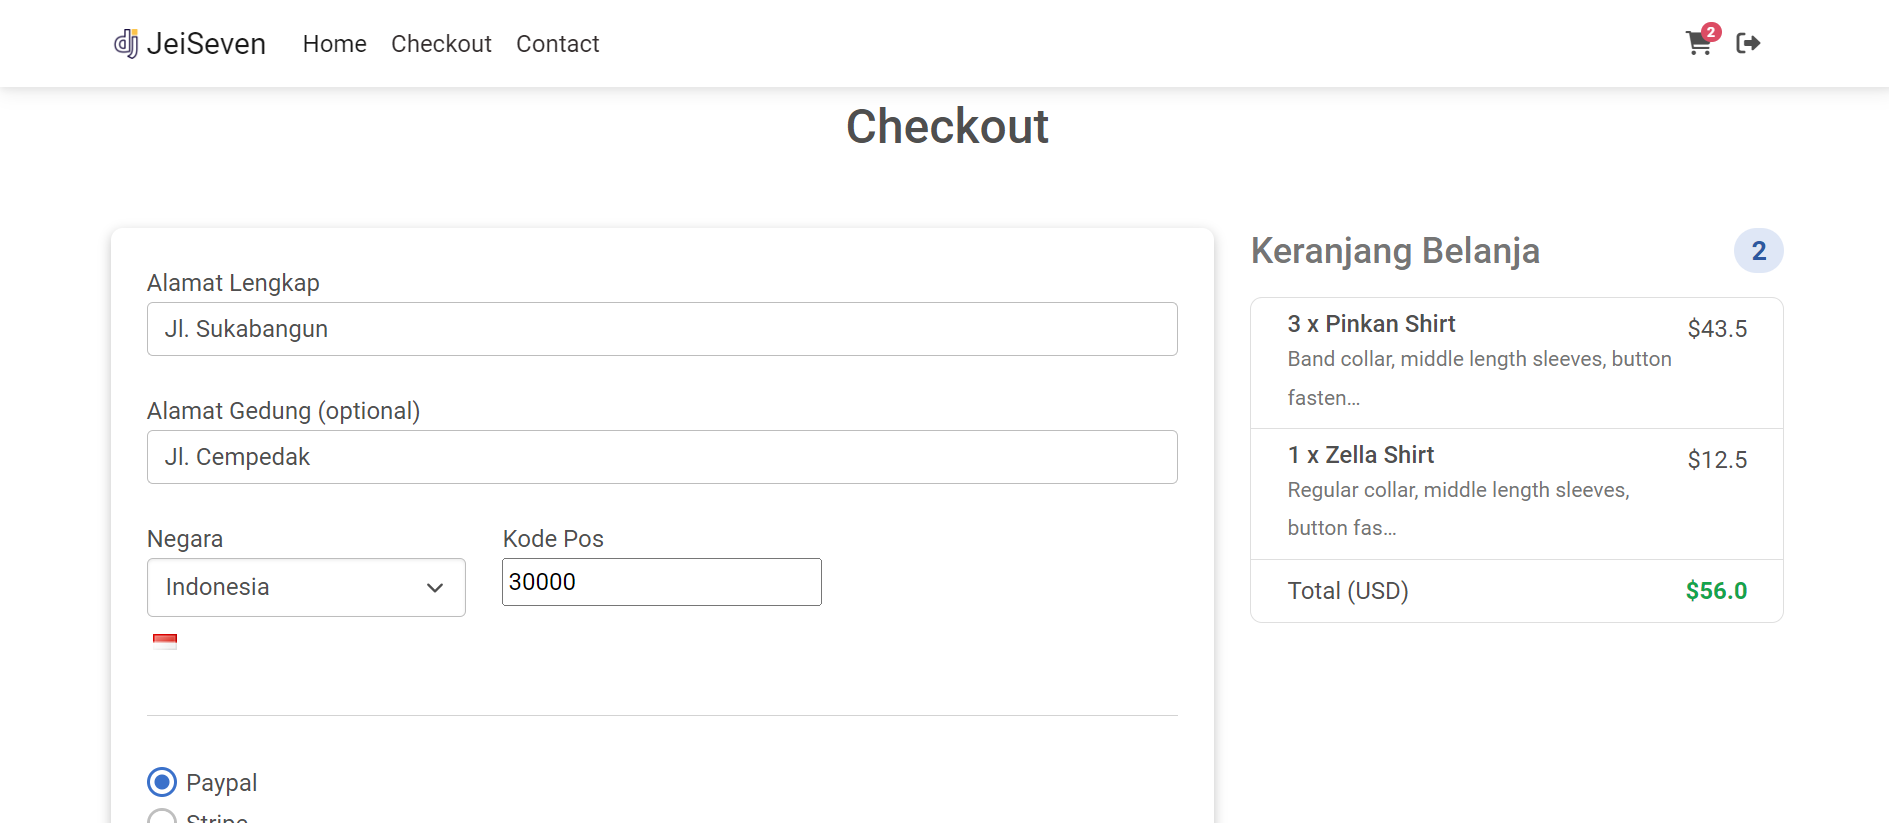 dj JeiSeven Home Checkout Contact 2
Checkout
Alamat Lengkap
Jl. Sukabangun
Alamat Gedung (optional)
Jl. Cempedak
Negara Kode Pos
Indonesia 30000
Paypal
Stripe
Keranjang Belanja 2
3 x Pinkan Shirt $43.5
Band collar, middle length sleeves, button
fasten...
1 x Zella Shirt $12.5
Regular collar, middle length sleeves,
button fas...
Total (USD) $56.0